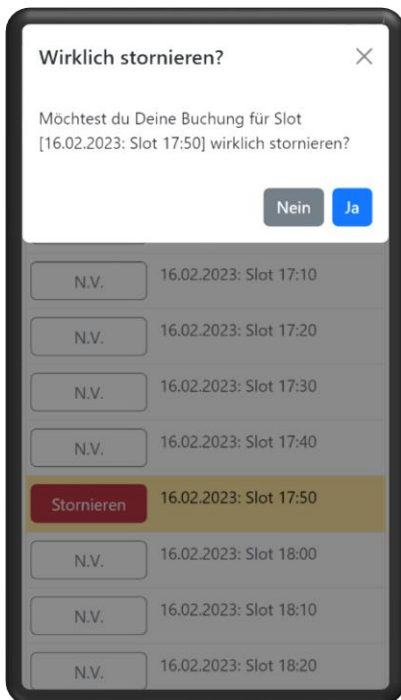 Wirklich stornieren?
Möchtest du Deine Buchung für Slot
[16.02.2023: Slot 17:50] wirklich stornieren?
Nein Ja
N.V. 16.02.2023: Slot 17:10
N.V. 16.02.2023: Slot 17:20
N.V. 16.02.2023: Slot 17:30
N.V. 16.02.2023: Slot 17:40
Stornieren 16.02.2023: Slot 17:50
N.V. 16.02.2023: Slot 18:00
N.V. 16.02.2023: Slot 18:10
N.V. 16.02.2023: Slot 18:20